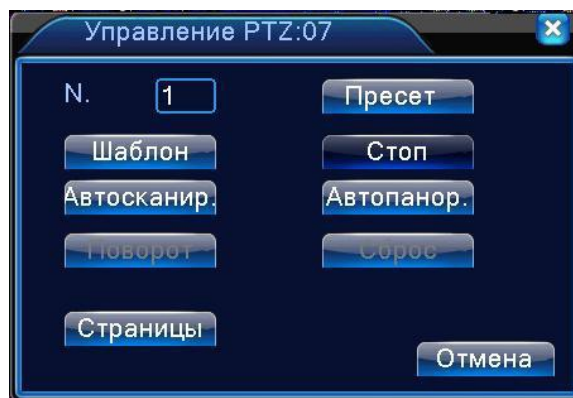 Управление PTZ:07
N. 1 Пресет
Шаблон Стоп
Автосканир. Автопанор.
Поворот Сброс
Страницы
Отмена